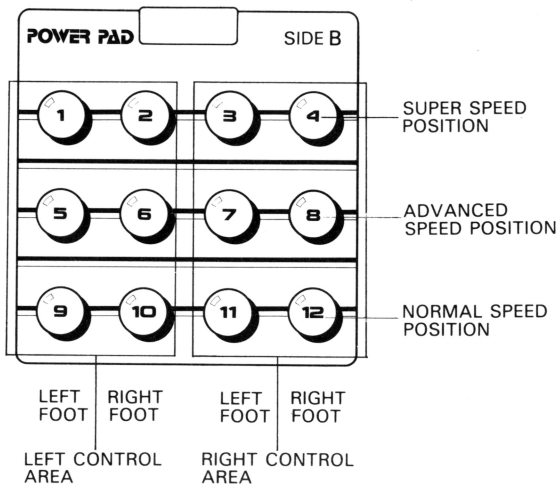 POWER PAD
SIDE B
1 2 3 4
SUPER SPEED
POSITION
5 6 7 8
ADVANCED
SPEED POSITION
9 10 11 12
NORMAL SPEED
POSITION
LEFT
FOOT
RIGHT
FOOT
LEFT
FOOT
RIGHT
FOOT
LEFT CONTROL
AREA
RIGHT CONTROL
AREA